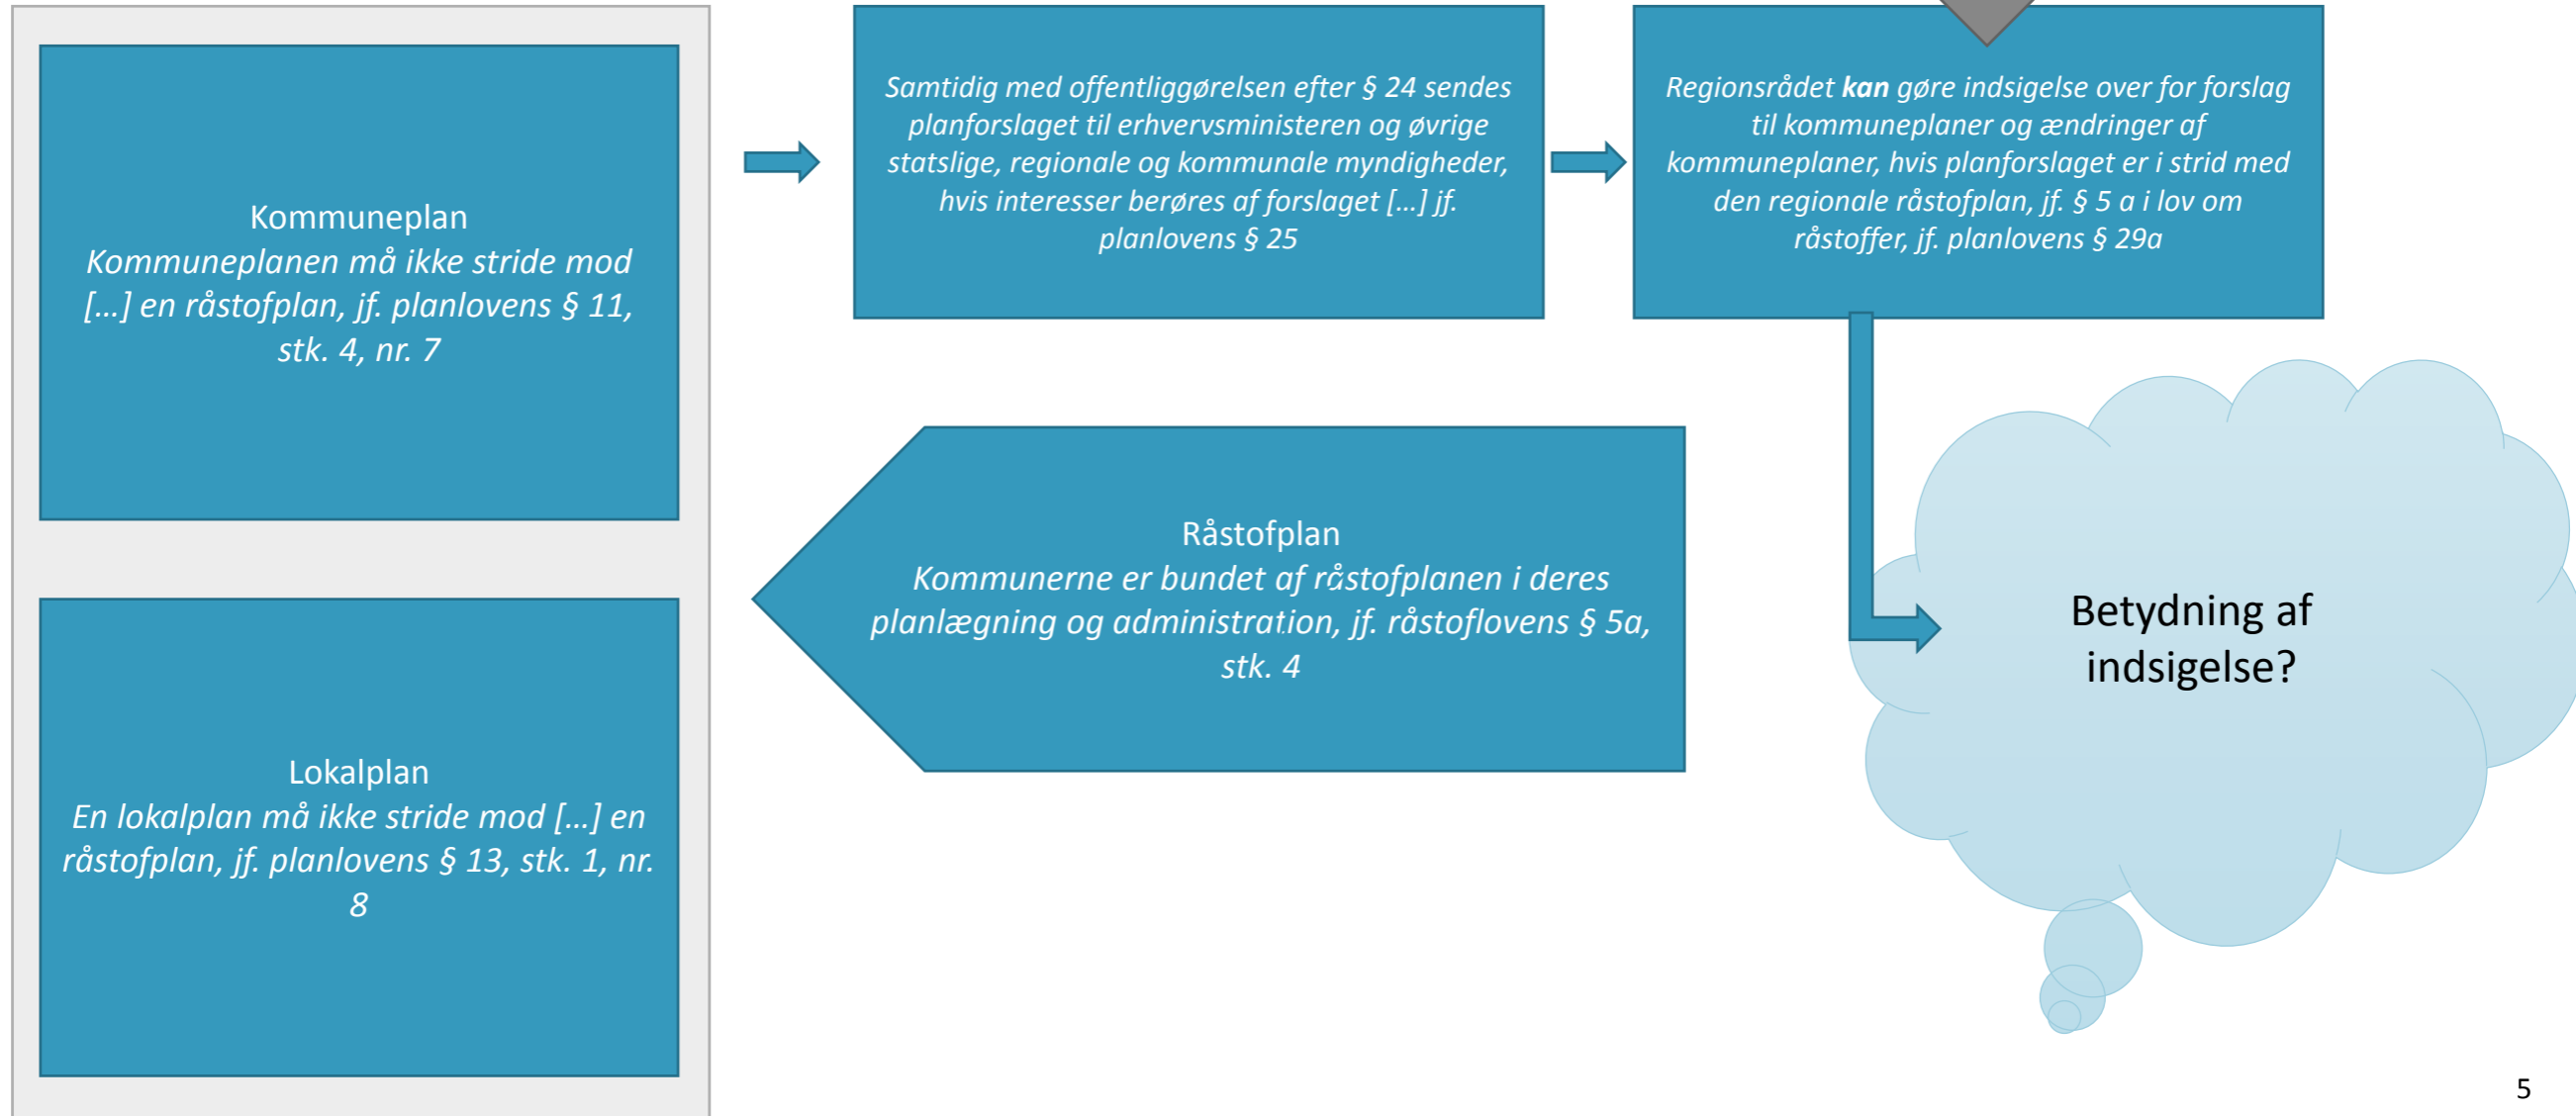 Kommuneplan
Kommuneplanen må ikke stride mod
[…] en råstofplan, jf. planlovens § 11,
stk. 4, nr. 7
Lokalplan
En lokalplan må ikke stride mod […] en
råstofplan, jf. planlovens § 13, stk. 1, nr.
8
Samtidig med offentliggørelsen efter § 24 sendes
planforslaget til erhvervsministeren og øvrige
statslige, regionale og kommunale myndigheder,
hvis interesser berøres af forslaget […] jf.
planlovens § 25
Regionsrådet kan gøre indsigelse over for forslag
til kommuneplaner og ændringer af
kommuneplaner, hvis planforslaget er i strid med
den regionale råstofplan, jf. § 5 a i lov om
råstoffer, jf. planlovens § 29a
Råstofplan
Kommunerne er bundet af råstofplanen i deres
planlægning og administration, jf. råstoflovens § 5a,
stk. 4
Betydning af
indsigelse?
5